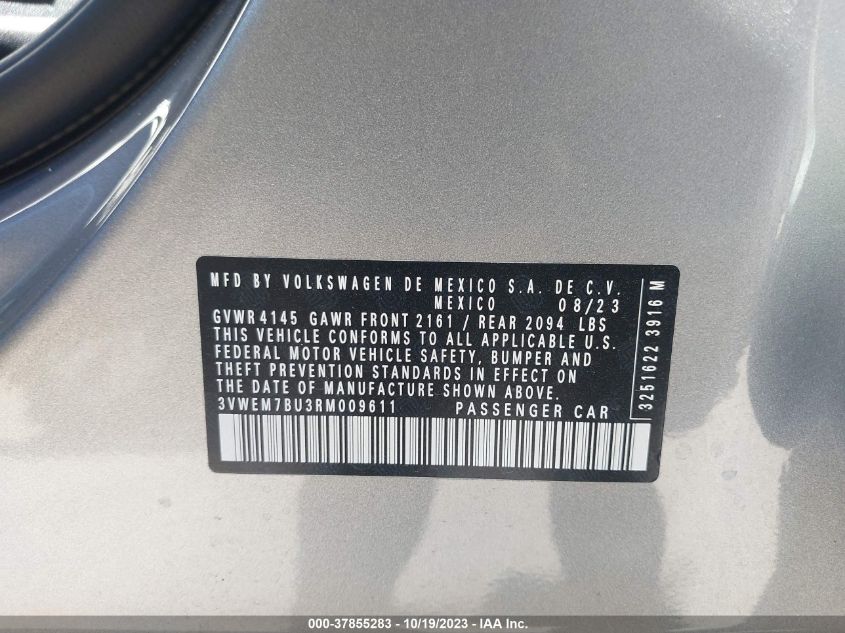 MFD BY VOLKSWAGEN DE MEXICO S.A. DE C.V.
MEXICO 08/23
GVWR 4145 GAWR FRONT 2161 / REAR 2094 LBS
THIS VEHICLE CONFORMS TO ALL APPLICABLE U.S.
FEDERAL MOTOR VEHICLE SAFETY, BUMPER AND
THEFT PREVENTION STANDARDS IN EFFECT ON
THE DATE OF MANUFACTURE SHOWN ABOVE.
3VWEM7BU3RM009611 PASSENGER CAR
3251622 3916 M
000-37855283 - 10/19/2023 - IAA Inc.